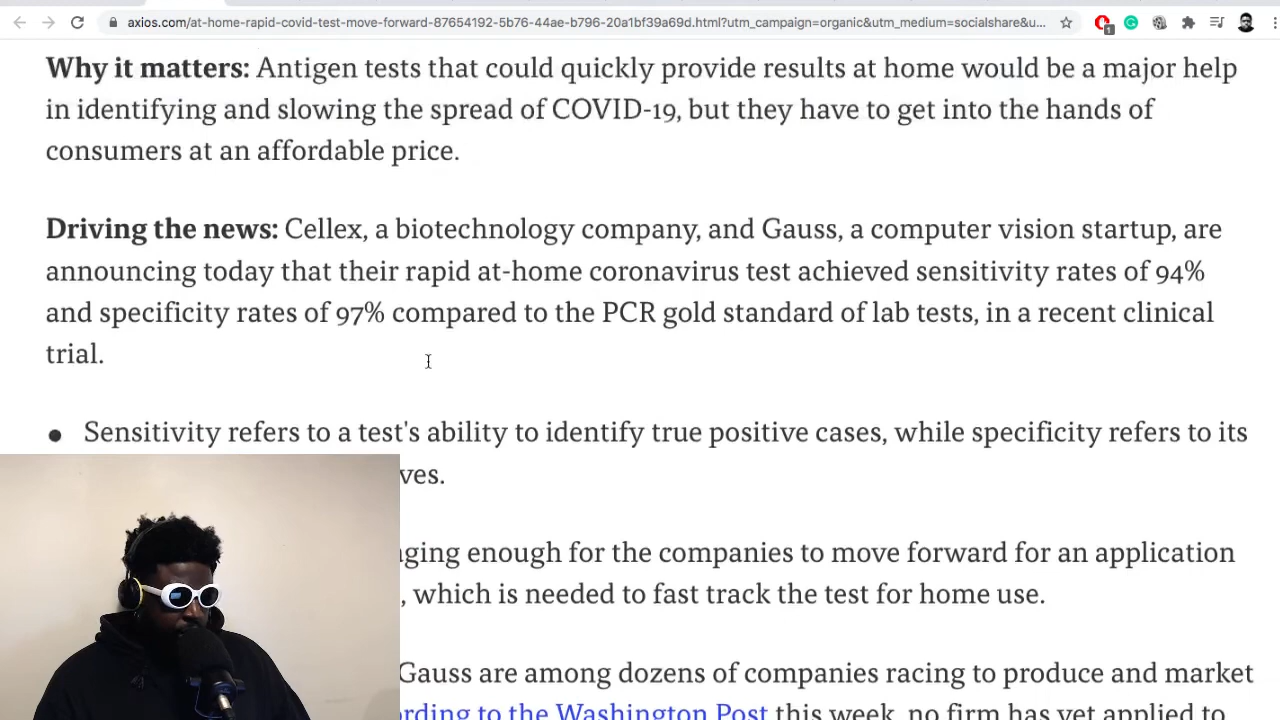 axios.com/at-home-rapid-covid-test-move-forward-87654192-5b76-44ae-b796-20a1bf39a69d.html?utm_campaign=organic&utm_medium=socialshare&u...
1
Why it matters: Antigen tests that could quickly provide results at home would be a major help
in identifying and slowing the spread of COVID-19, but they have to get into the hands of
consumers at an affordable price.
Driving the news: Cellex, a biotechnology company, and Gauss, a computer vision startup, are
announcing today that their rapid at-home coronavirus test achieved sensitivity rates of 94%
and specificity rates of 97% compared to the PCR gold standard of lab tests, in a recent clinical
trial.
• Sensitivity refers to a test's ability to identify true positive cases, while specificity refers to its
ves.
ging enough for the companies to move forward for an application
, which is needed to fast track the test for home use.
Gauss are among dozens of companies racing to produce and market
rding to the Washington Post this week, no firm has yet applied to